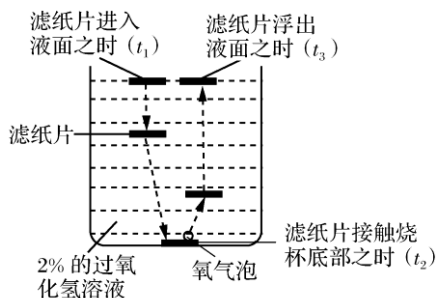 滤纸片进入
液面之时(t₁)
滤纸片浮出
液面之时(t₃)
滤纸片
2%的过氧
化氢溶液
氧气泡
滤纸片接触烧
杯底部之时(t₂)